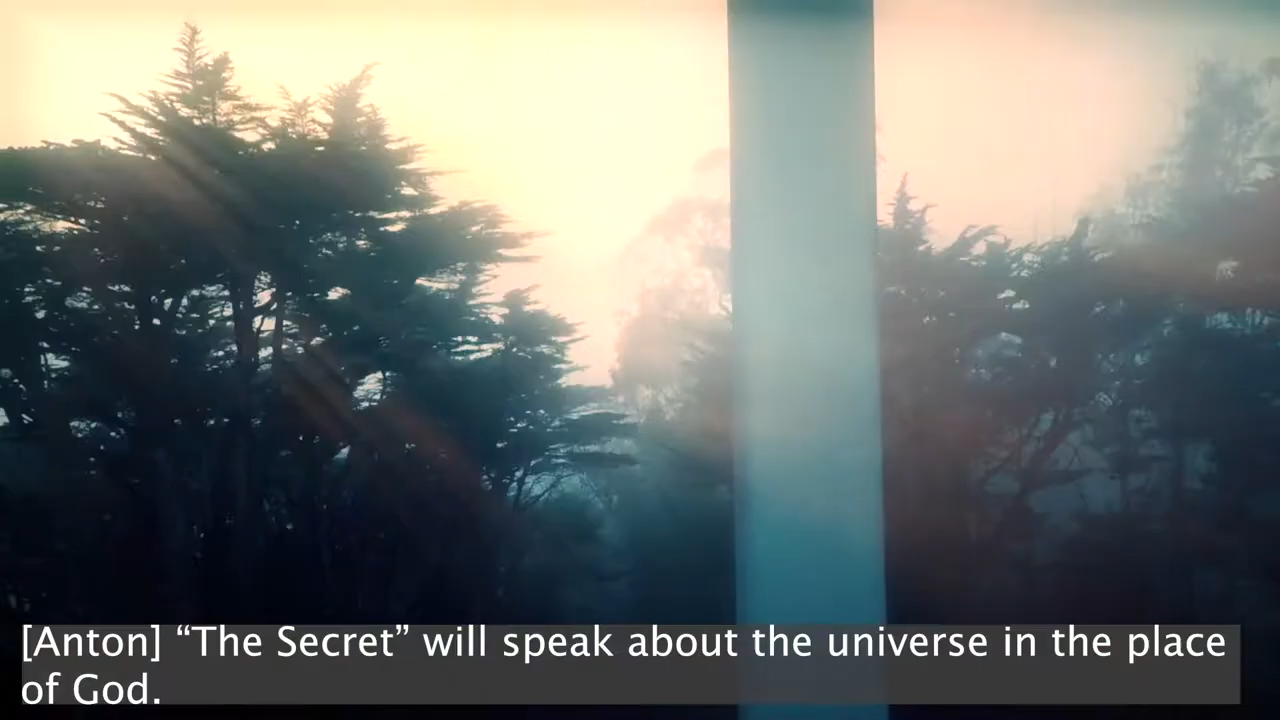 [Anton] “The Secret” will speak about the universe in the place
of God.